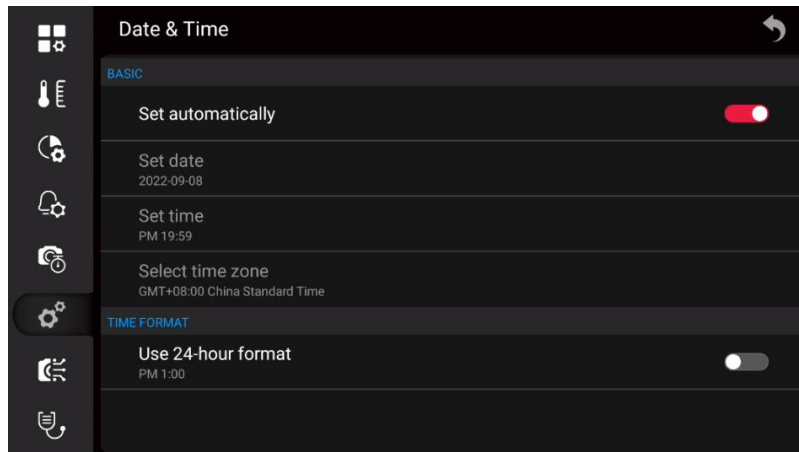 Date & Time
BASIC
Set automatically
Set date
2022-09-08
Set time
PM 19:59
Select time zone
GMT+08:00 China Standard Time
TIME FORMAT
Use 24-hour format
PM 1:00